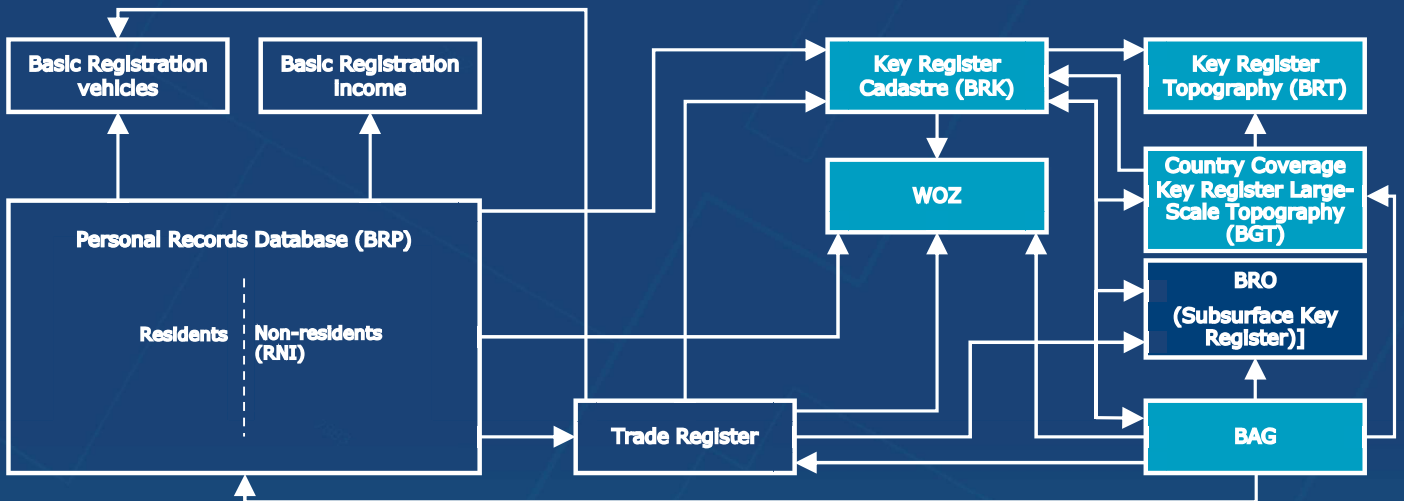 Basic Registration
vehicles
Basic Registration
income
Key Register
Cadastre (BRK)
Key Register
Topography (BRT)
WOZ
Country Coverage
Key Register Large-
Scale Topography
(BGT)
Personal Records Database (BRP)
Residents
Non-residents
(RNI)
BRO
(Subsurface Key
Register)]
Trade Register
BAG